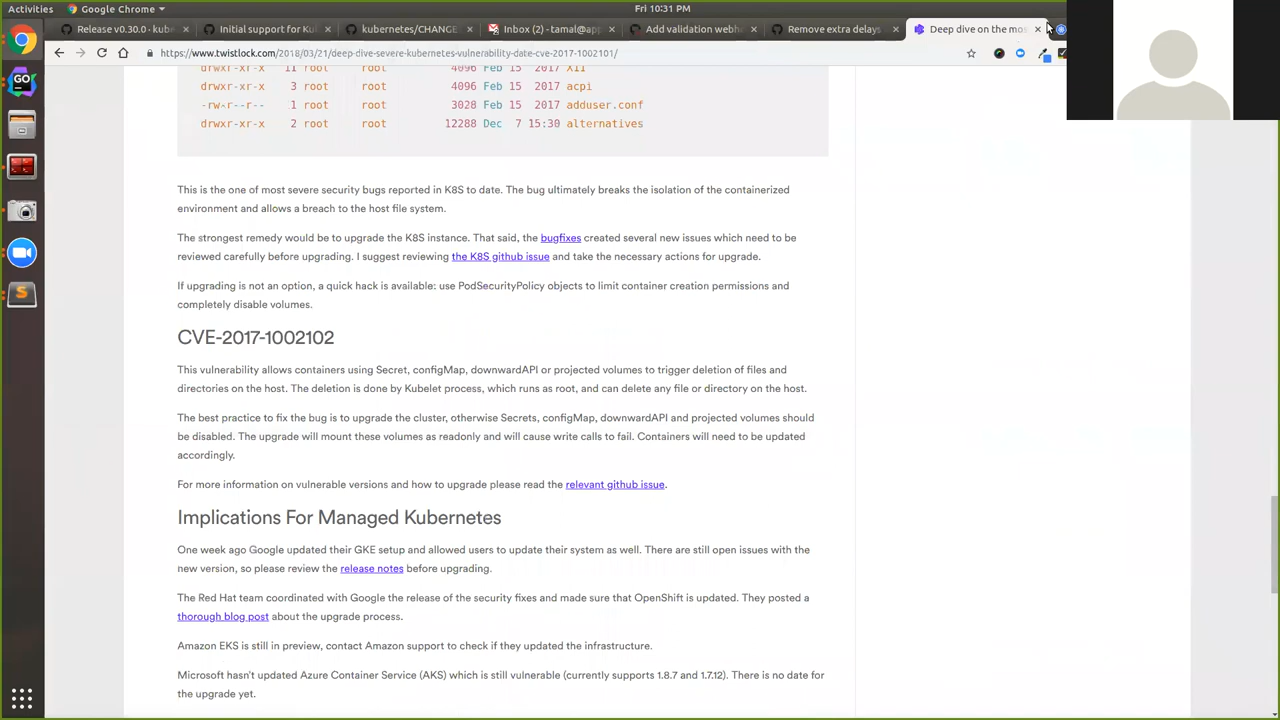 Activities
Google Chrome
Fri 10:31 PM
Release v0.30.0 · kube
Initial support for Ku
kubernetes/CHANGE
Inbox (2) - tamal@app
Add validation webh
Remove extra delays
Deep dive on the mos
https://www.twistlock.com/2018/03/21/deep-dive-severe-kubernetes-vulnerability-date-cve-2017-1002101/
drwxr-xr-x 11 root root 4096 Feb 15 2017 X11
drwxr-xr-x 3 root root 4096 Feb 15 2017 acpi
-rw-r--r-- 1 root root 3028 Feb 15 2017 adduser.conf
drwxr-xr-x 2 root root 12288 Dec 7 15:30 alternatives
This is the one of most severe security bugs reported in K8S to date. The bug ultimately breaks the isolation of the containerized
environment and allows a breach to the host file system.
The strongest remedy would be to upgrade the K8S instance. That said, the bugfixes created several new issues which need to be
reviewed carefully before upgrading. I suggest reviewing the K8S github issue and take the necessary actions for upgrade.
If upgrading is not an option, a quick hack is available: use PodSecurityPolicy objects to limit container creation permissions and
completely disable volumes.
CVE-2017-1002102
This vulnerability allows containers using Secret, configMap, downwardAPI or projected volumes to trigger deletion of files and
directories on the host. The deletion is done by Kubelet process, which runs as root, and can delete any file or directory on the host.
The best practice to fix the bug is to upgrade the cluster, otherwise Secrets, configMap, downwardAPI and projected volumes should
be disabled. The upgrade will mount these volumes as readonly and will cause write calls to fail. Containers will need to be updated
accordingly.
For more information on vulnerable versions and how to upgrade please read the relevant github issue.
Implications For Managed Kubernetes
One week ago Google updated their GKE setup and allowed users to update their system as well. There are still open issues with the
new version, so please review the release notes before upgrading.
The Red Hat team coordinated with Google the release of the security fixes and made sure that OpenShift is updated. They posted a
thorough blog post about the upgrade process.
Amazon EKS is still in preview, contact Amazon support to check if they updated the infrastructure.
Microsoft hasn't updated Azure Container Service (AKS) which is still vulnerable (currently supports 1.8.7 and 1.7.12). There is no date for
the upgrade yet.
GO
S